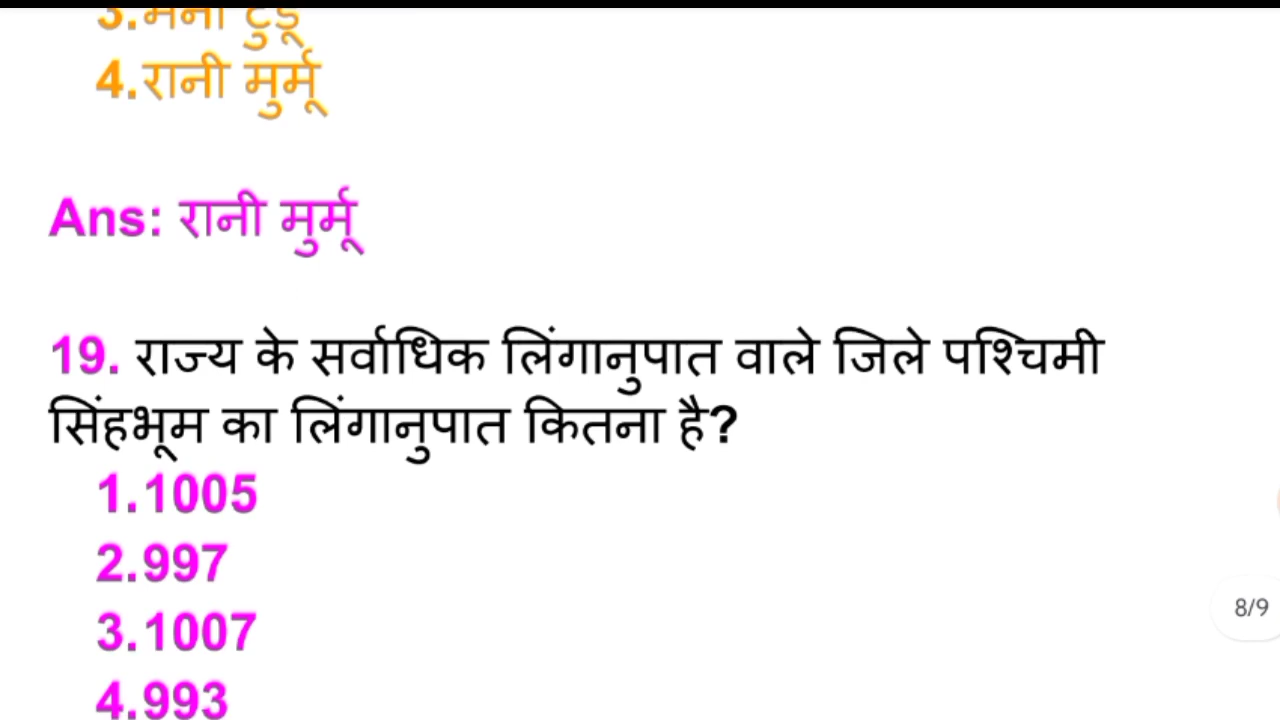 4.रानी मुर्मू
Ans: रानी मुर्मू
19. राज्य के सर्वाधिक लिंगानुपात वाले जिले पश्चिमी
सिंहभूम का लिंगानुपात कितना है?
1.1005
2.997
3.1007
8/9
4.993